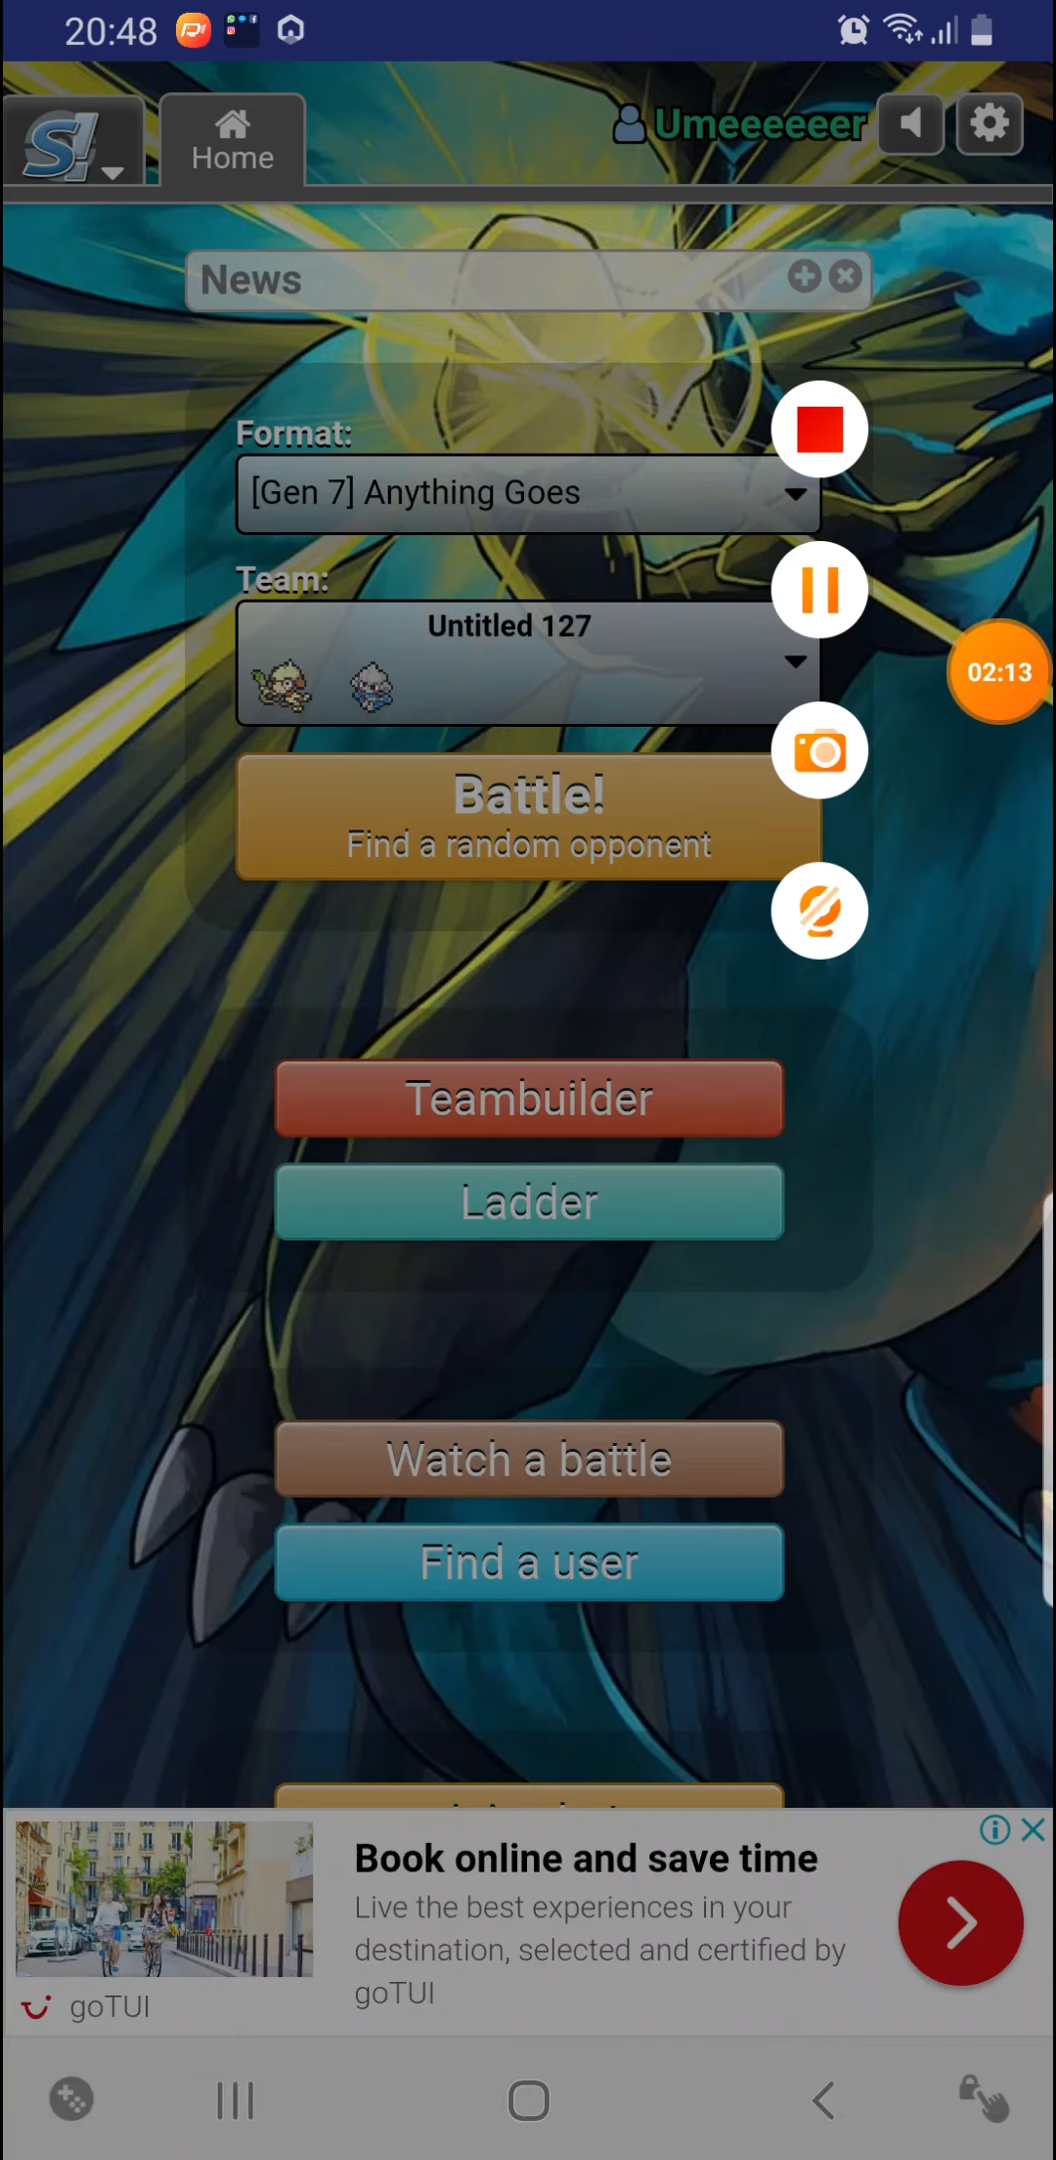 20:48
S!
Home
Umeeeeeer
News
Format:
[Gen 7] Anything Goes
Team:
Untitled 127
02:13
Battle!
Find a random opponent
Teambuilder
Ladder
Watch a battle
Find a user
Book online and save time
Live the best experiences in your
destination, selected and certified by
goTUI
goTUI